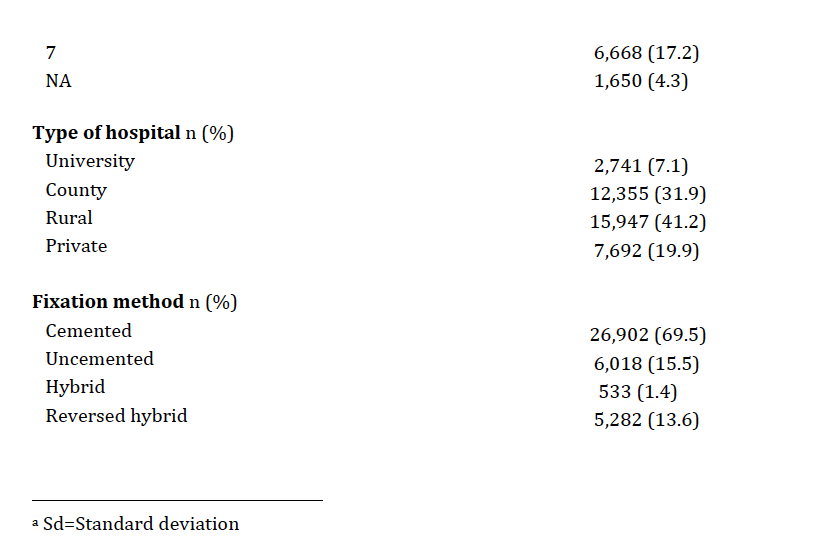 7 6,668 (17.2)
NA 1,650 (4.3)
Type of hospital n (%)
University 2,741 (7.1)
County 12,355 (31.9)
Rural 15,947 (41.2)
Private 7,692 (19.9)
Fixation method n (%)
Cemented 26,902 (69.5)
Uncemented 6,018 (15.5)
Hybrid 533 (1.4)
Reversed hybrid 5,282 (13.6)
a Sd=Standard deviation